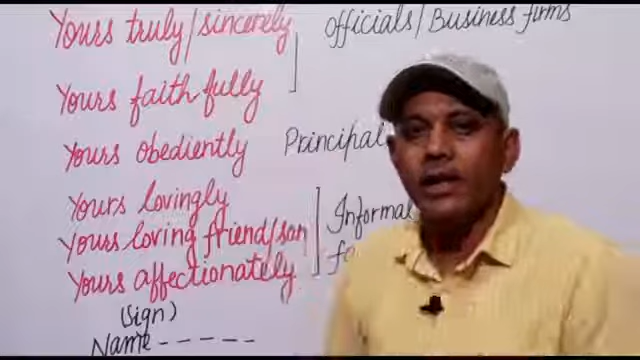 Yours truly/sincerely
officials/Business firms
Yours faithfully
Yours obediently
Principal
Yours lovingly
Yours loving friend/son
Yours affectionately
Informal
(Sign)
Name - - - - -